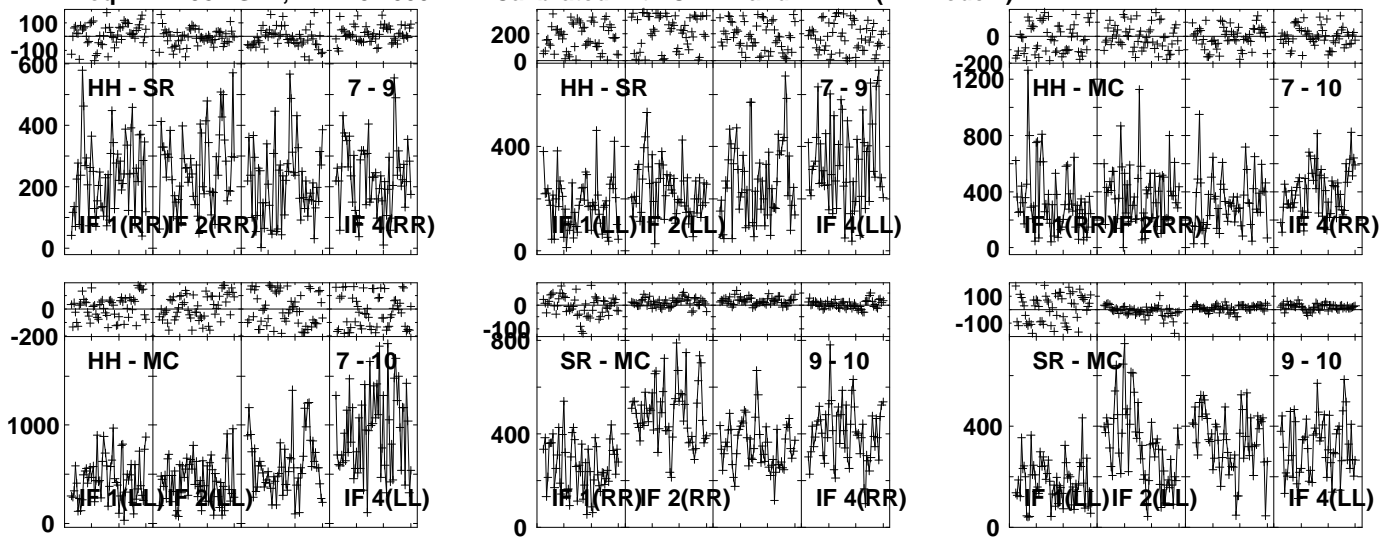 100
-100
600
HH - SR
7 - 9
400
200
0
IF 1(RR)
IF 2(RR)
IF 4(RR)
200
0
HH - SR
7 - 9
400
0
IF 1(LL)
IF 2(LL)
IF 4(LL)
0
-200
1200
HH - MC
7 - 10
800
400
0
IF 1(RR)
IF 2(RR)
IF 4(RR)
0
-200
HH - MC
7 - 10
1000
0
IF 1(LL)
IF 2(LL)
IF 4(LL)
0
-100
800
SR - MC
9 - 10
400
0
IF 1(RR)
IF 2(RR)
IF 4(RR)
100
-100
SR - MC
9 - 10
400
0
IF 1(LL)
IF 2(LL)
IF 4(LL)